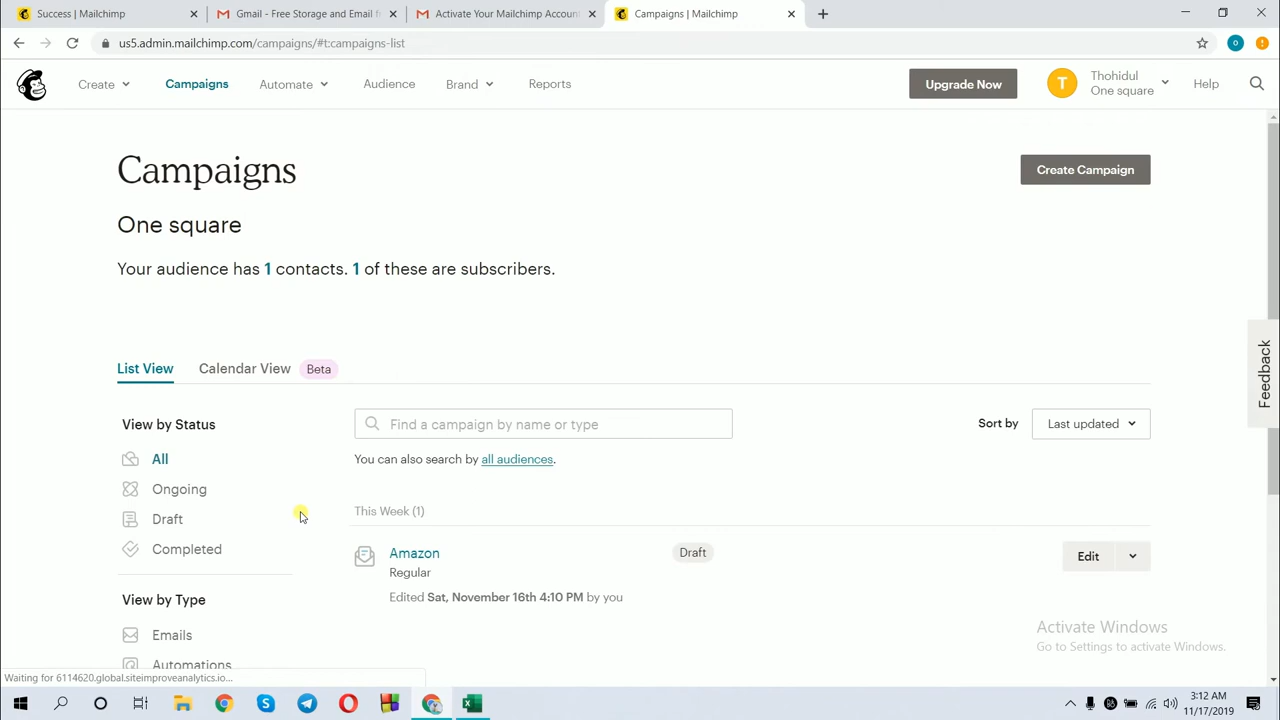 Success | Mailchimp
Gmail - Free Storage and Email f
Activate Your Mailchimp Accoun
Campaigns | Mailchimp
us5.admin.mailchimp.com/campaigns/#t:campaigns-list
Create
Campaigns
Automate
Audience
Brand
Reports
Upgrade Now
T
Thohidul
One square
Help
Campaigns
Create Campaign
One square
Your audience has 1 contacts. 1 of these are subscribers.
Feedback
List View
Calendar View
Beta
View by Status
Find a campaign by name or type
Sort by
Last updated
All
You can also search by all audiences.
Ongoing
This Week (1)
Draft
Completed
Amazon
Draft
Edit
Regular
Edited Sat, November 16th 4:10 PM by you
View by Type
Emails
Automations
Activate Windows
Go to Settings to activate Windows.
Waiting for 6114620.global.siteimproveanalytics.io...
3:12 AM
11/17/2019